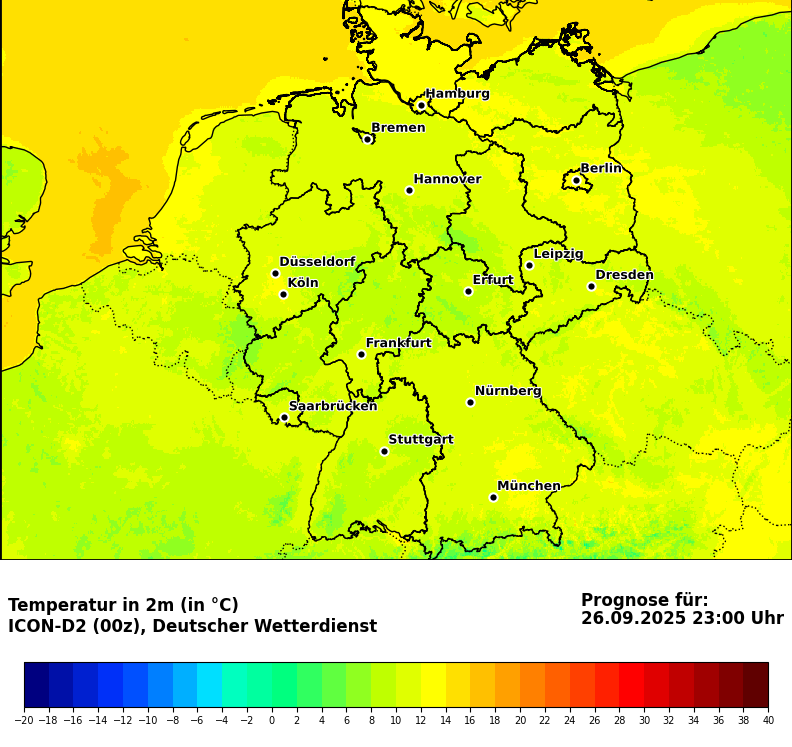 Hamburg
Bremen
Berlin
Hannover
Leipzig
Düsseldorf
Dresden
Köln
Erfurt
Frankfurt
Nürnberg
Saarbrücken
Stuttgart
München
Temperatur in 2m (in °C)
ICON-D2 (00z), Deutscher Wetterdienst
Prognose für:
26.09.2025 23:00 Uhr
−20 −18 −16 −14 −12 −10 −8 −6 −4 −2 0 2 4 6 8 10 12 14 16 18 20 22 24 26 28 30 32 34 36 38 40